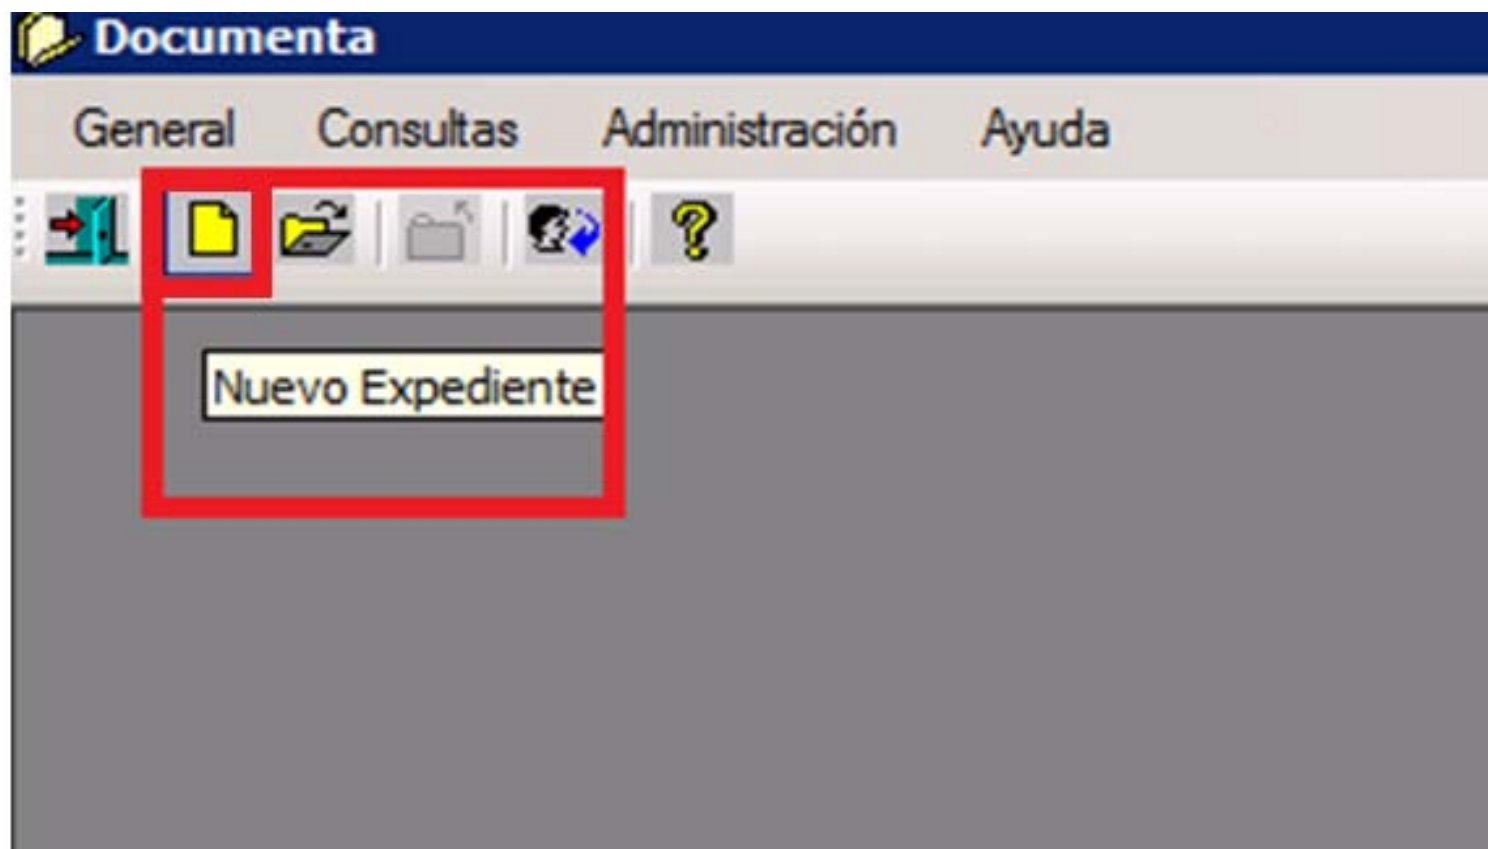 Documenta
General Consultas Administración Ayuda
Nuevo Expediente